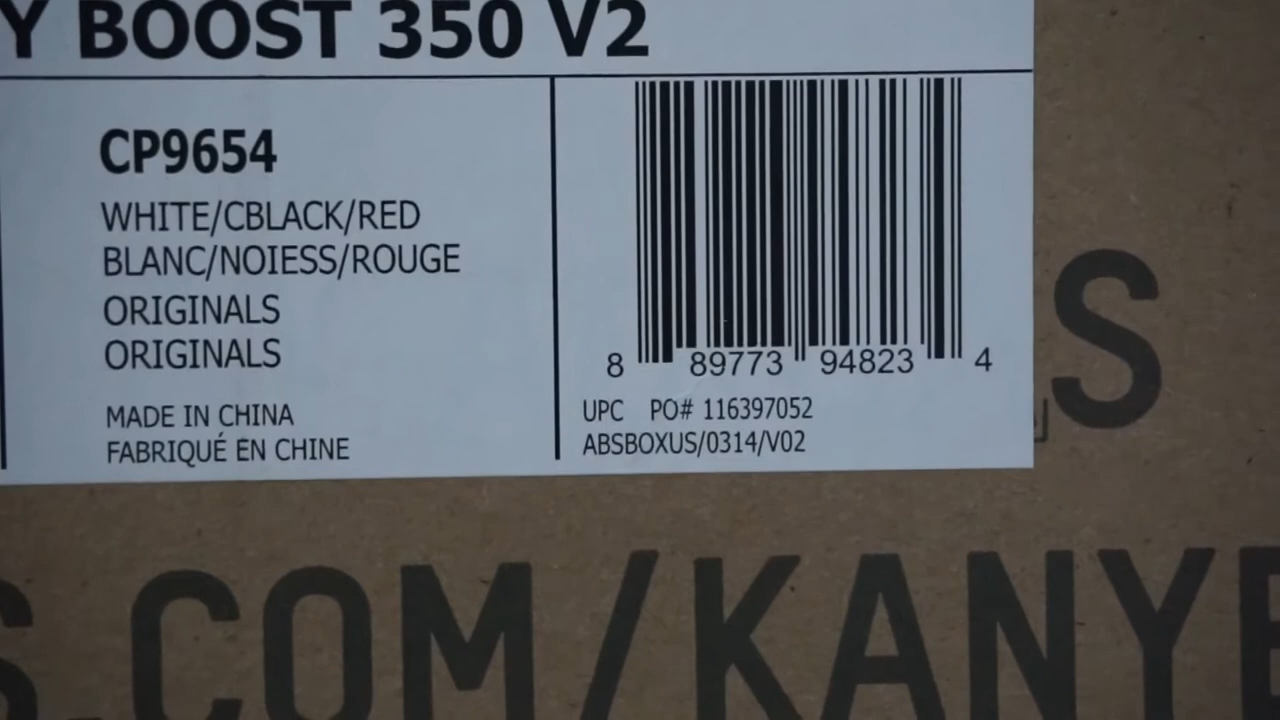 Y BOOST 350 V2
CP9654
WHITE/CBLACK/RED
BLANC/NOIESS/ROUGE
ORIGINALS
ORIGINALS
MADE IN CHINA
FABRIQUÉ EN CHINE
8 89773 94823 4
UPC PO# 116397052
ABSBOXUS/0314/V02
S
S.COM/KANYE